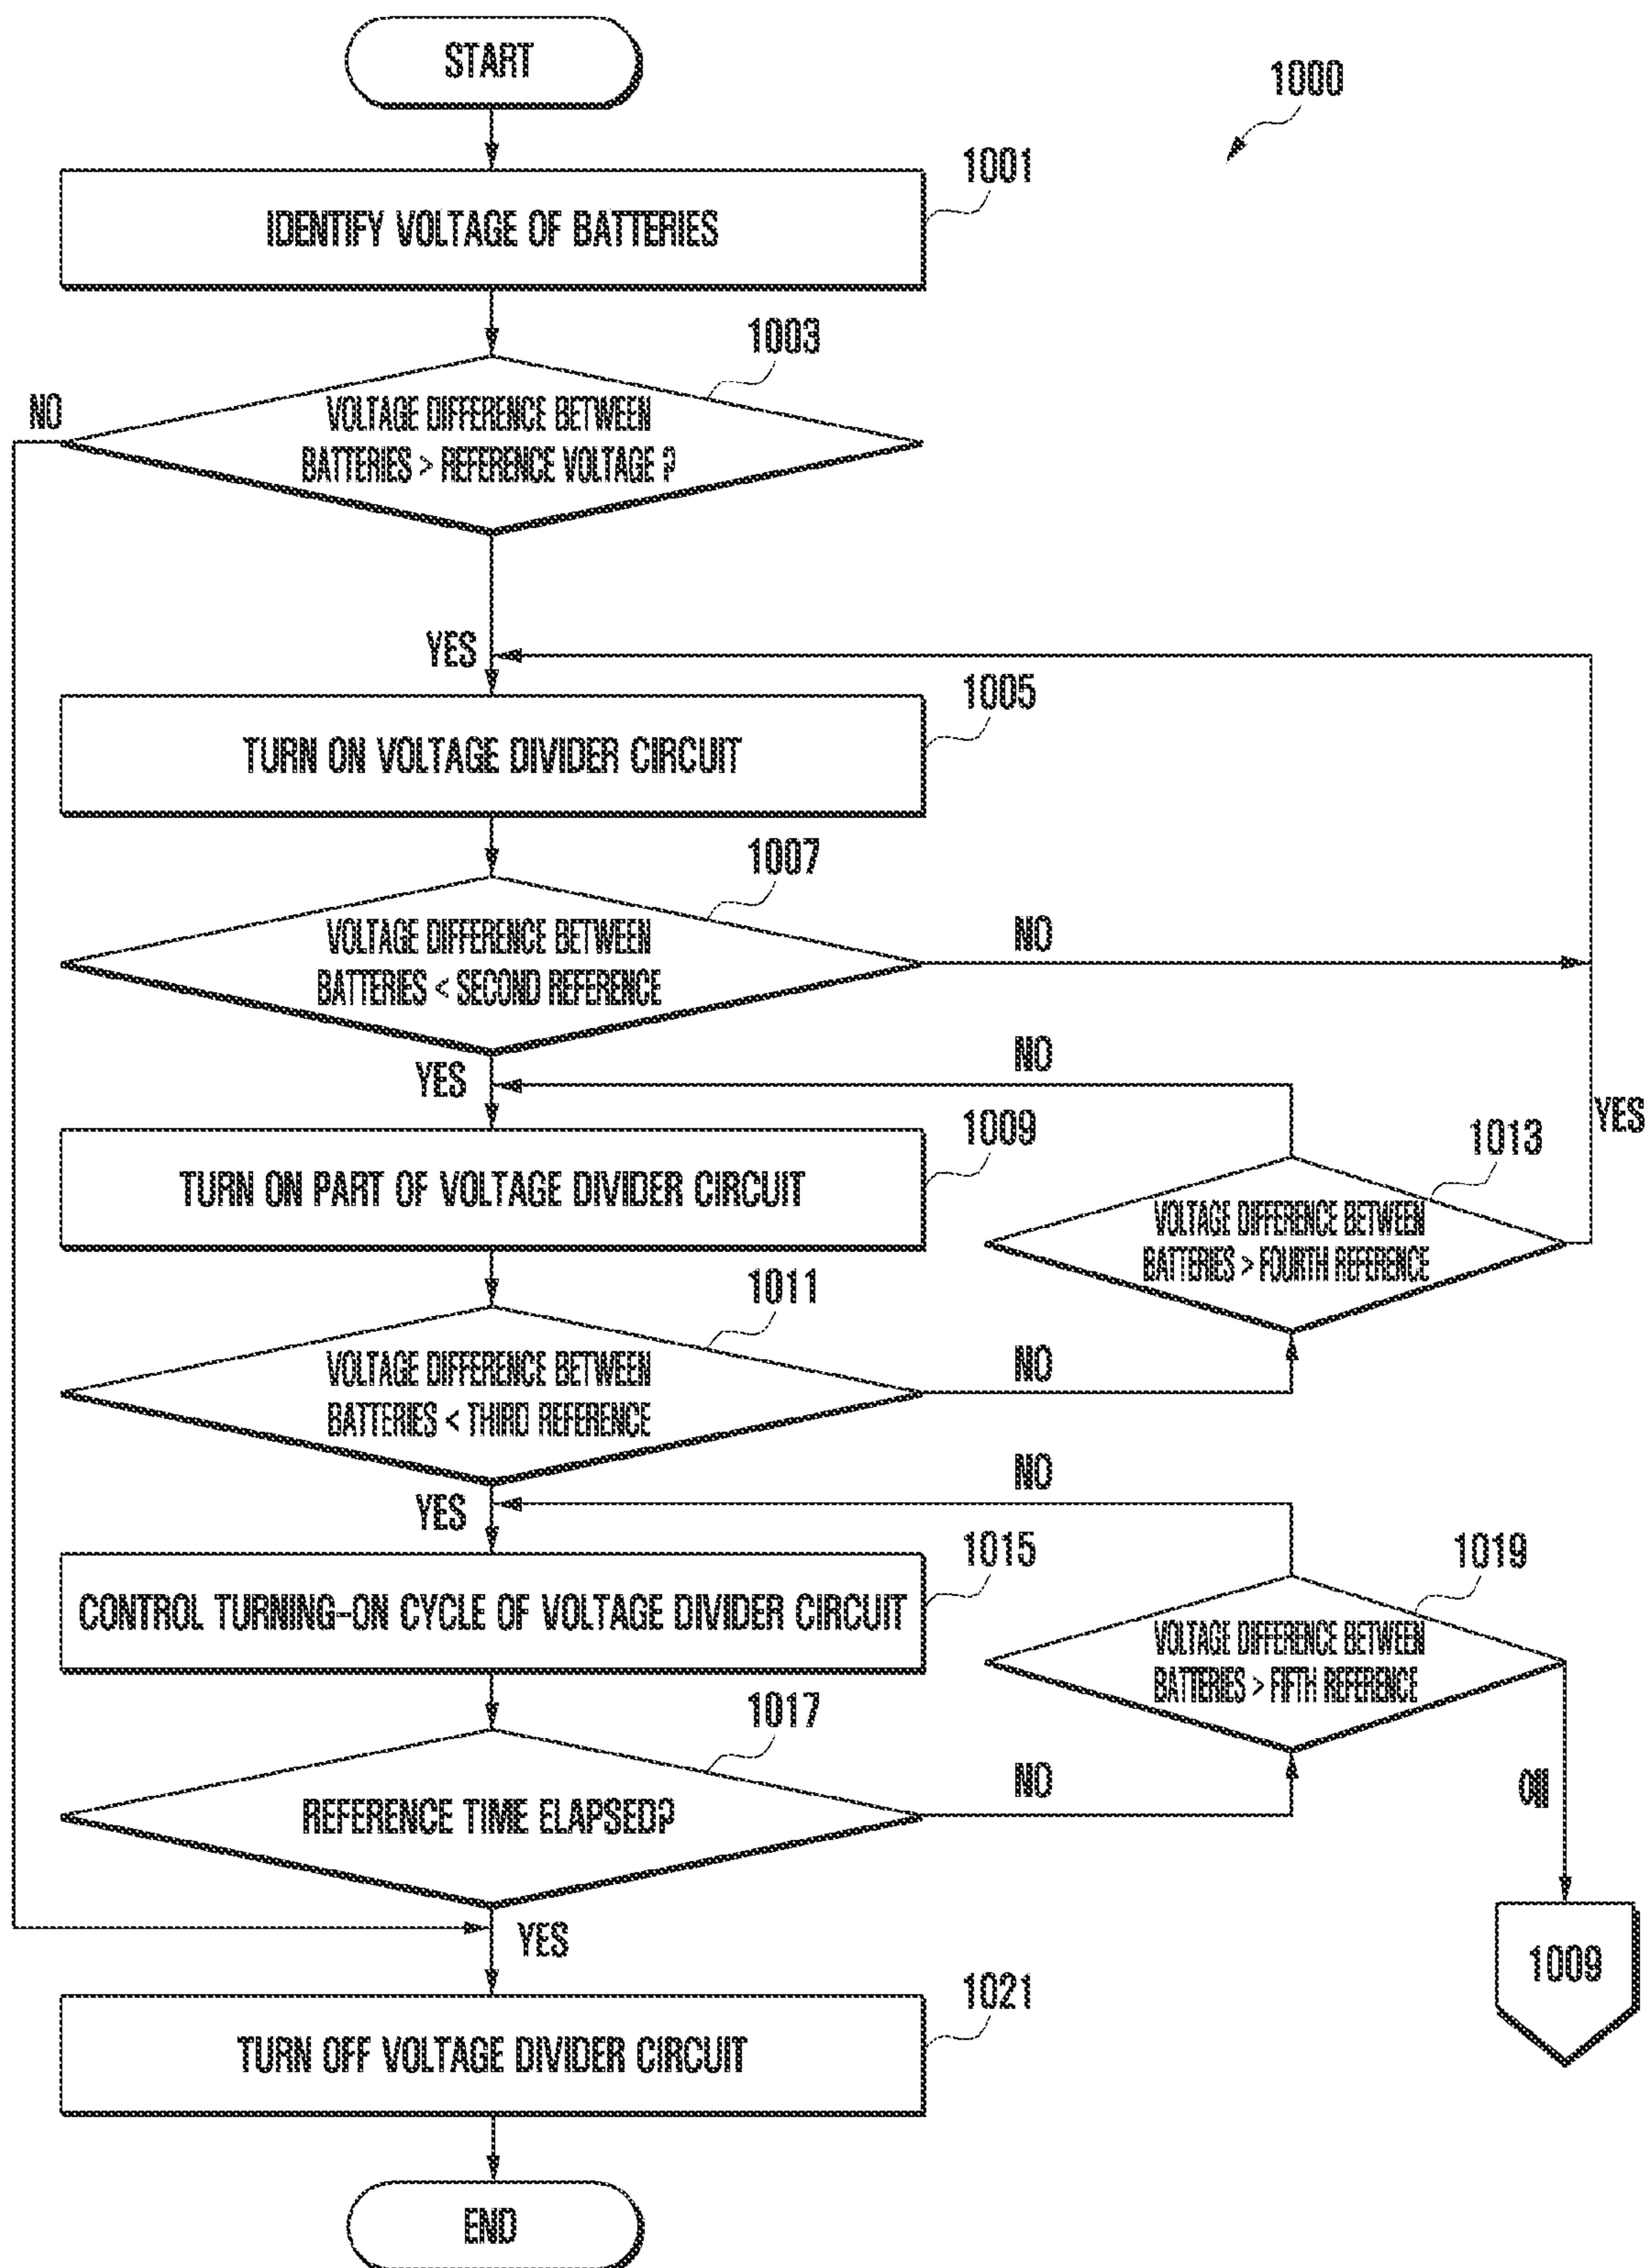 START
1000
1001
IDENTIFY VOLTAGE OF BATTERIES
1003
NO
VOLTAGE DIFFERENCE BETWEEN
BATTERIES > REFERENCE VOLTAGE ?
YES
1005
TURN ON VOLTAGE DIVIDER CIRCUIT
1007
VOLTAGE DIFFERENCE BETWEEN
BATTERIES < SECOND REFERENCE
NO
YES
NO
1009
TURN ON PART OF VOLTAGE DIVIDER CIRCUIT
1013
YES
VOLTAGE DIFFERENCE BETWEEN
BATTERIES > FOURTH REFERENCE
1011
VOLTAGE DIFFERENCE BETWEEN
BATTERIES < THIRD REFERENCE
NO
YES
NO
1015
CONTROL TURNING-ON CYCLE OF VOLTAGE DIVIDER CIRCUIT
1019
VOLTAGE DIFFERENCE BETWEEN
BATTERIES > FIFTH REFERENCE
1017
REFERENCE TIME ELAPSED?
NO
YES
1009
1021
TURN OFF VOLTAGE DIVIDER CIRCUIT
END